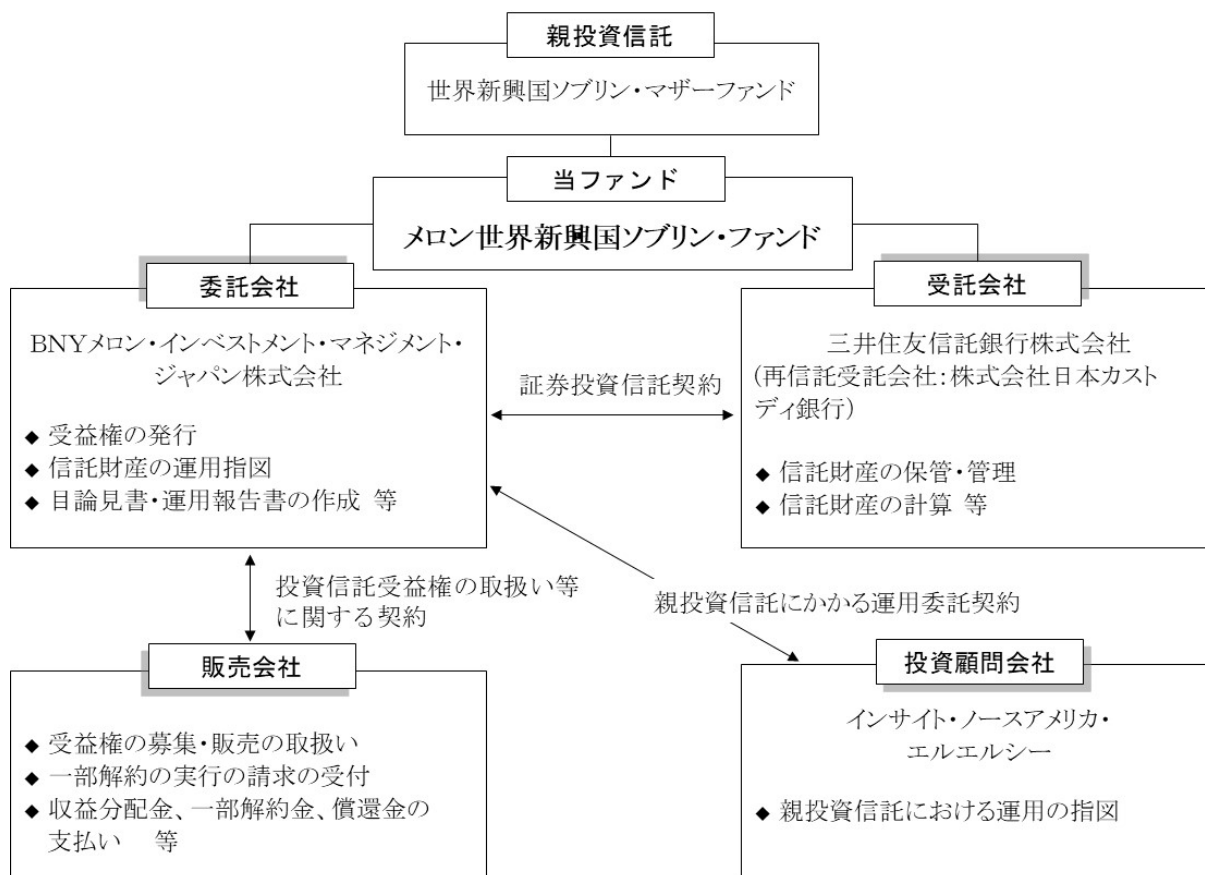 親投資信託
世界新興国ソブリン・マザーファンド
当ファンド
メロン世界新興国ソブリン・ファンド
委託会社
BNYメロン・インベストメント・マネジメント・
ジャパン株式会社
◆ 受益権の発行
◆ 信託財産の運用指図
◆ 目論見書・運用報告書の作成 等
証券投資信託契約
受託会社
三井住友信託銀行株式会社
(再信託受託会社:株式会社日本カスト
ディ銀行)
◆ 信託財産の保管・管理
◆ 信託財産の計算 等
投資信託受益権の取扱い等
に関する契約
親投資信託にかかる運用委託契約
販売会社
◆ 受益権の募集・販売の取扱い
◆ 一部解約の実行の請求の受付
◆ 収益分配金、一部解約金、償還金の
支払い 等
投資顧問会社
インサイト・ノースアメリカ・
エルエルシー
◆ 親投資信託における運用の指図